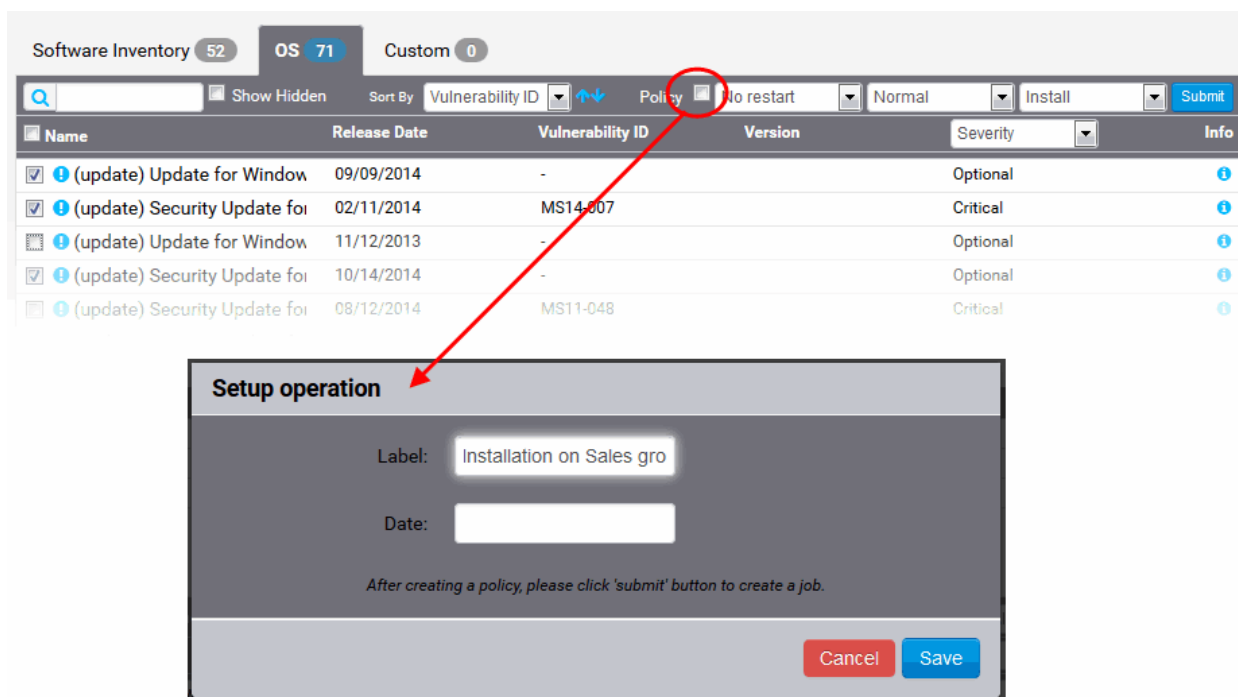 Software Inventory 52 OS 71 Custom 0
Show Hidden Sort By Vulnerability ID Policy No restart Normal Install Submit
Name Release Date Vulnerability ID Version Severity Info
(update) Update for Window 09/09/2014 - Optional
(update) Security Update for 02/11/2014 MS14-007 Critical
(update) Update for Window 11/12/2013 - Optional
(update) Security Update for 10/14/2014 - Optional
(update) Security Update for 08/12/2014 MS11-048 Critical
Setup operation
Label: Installation on Sales gro
Date:
After creating a policy, please click 'submit' button to create a job.
Cancel Save